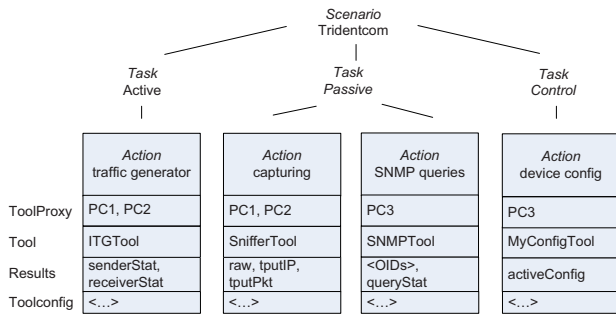 Scenario
Tridentcom
Task
Active
Task
Passive
Task
Control
Action
traffic generator
Action
capturing
Action
SNMP queries
Action
device config
ToolProxy PC1, PC2 PC1, PC2 PC3 PC3
Tool ITGTool SnifferTool SNMPTool MyConfigTool
Results senderStat, receiverStat raw, tputIP, tputPkt <OIDs>, queryStat activeConfig
Toolconfig <...> <...> <...> <...>